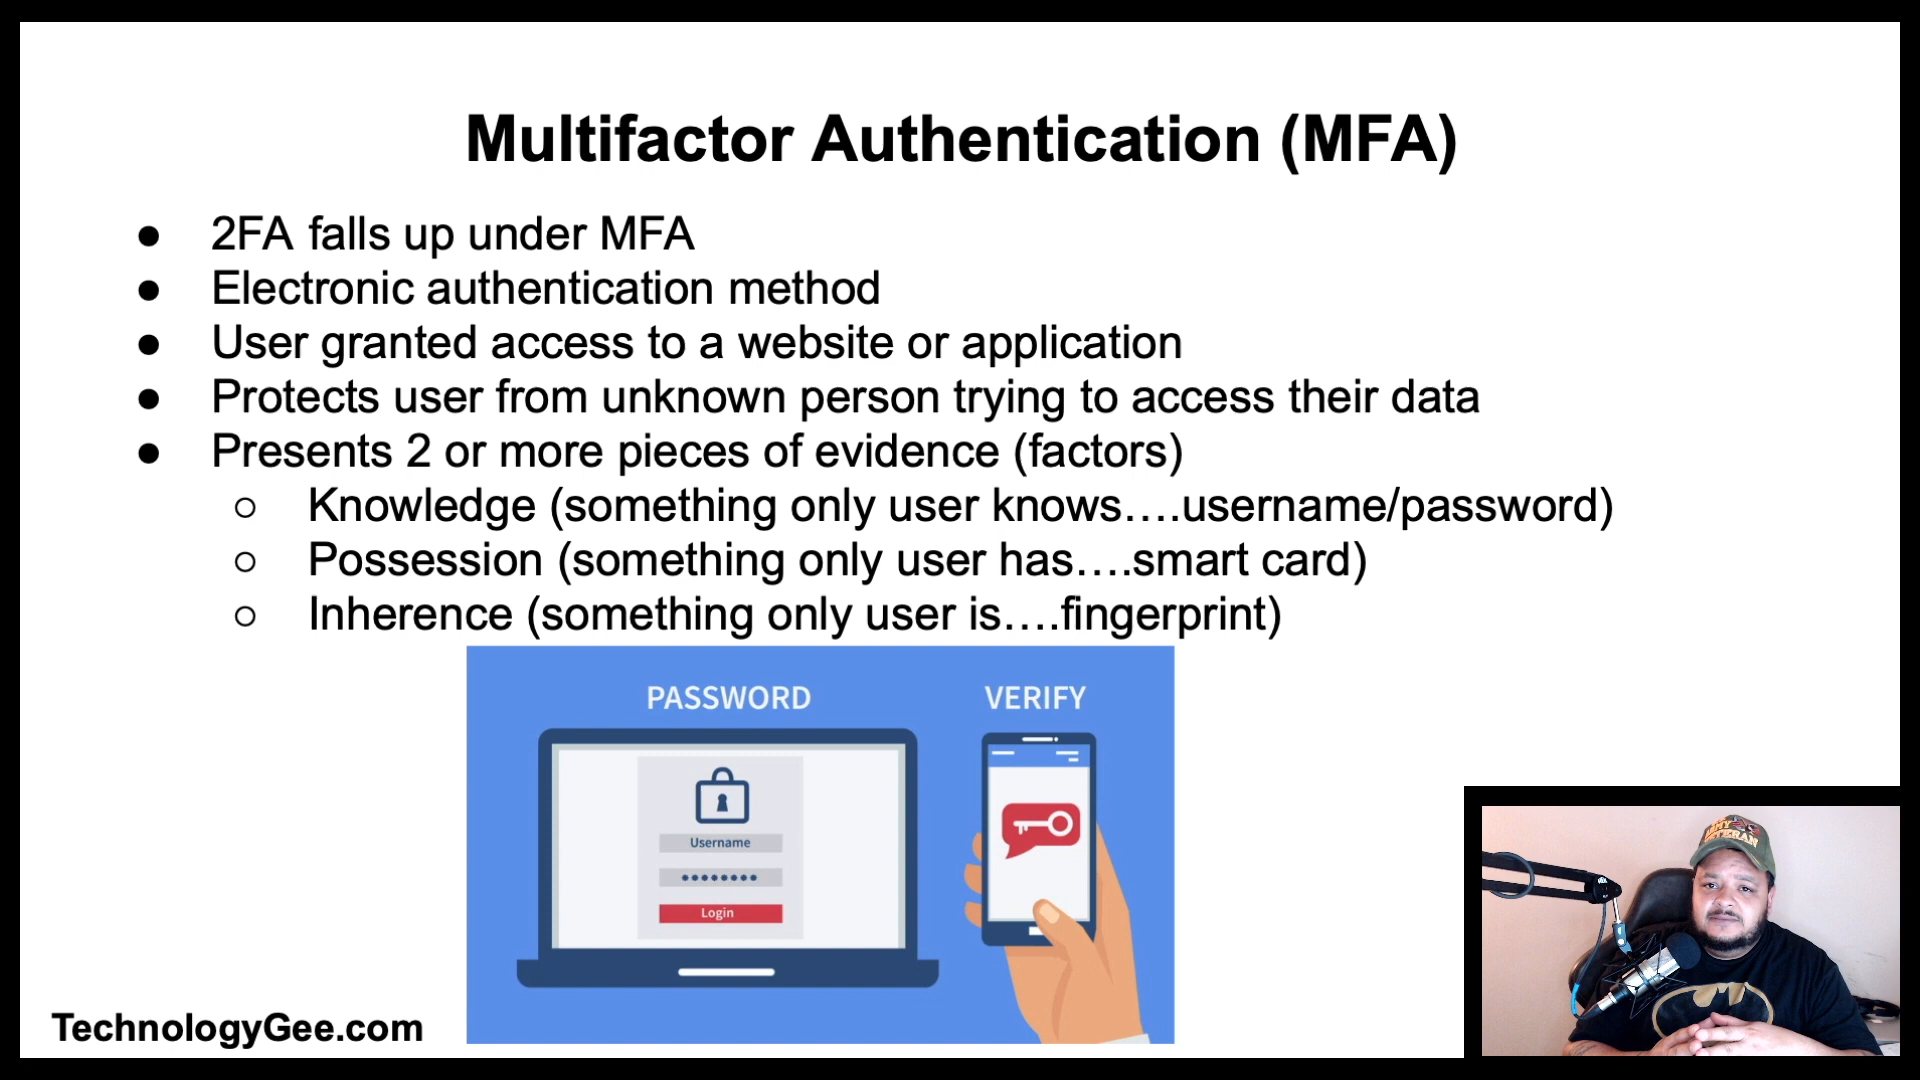 Multifactor Authentication (MFA)
● 2FA falls up under MFA
● Electronic authentication method
● User granted access to a website or application
● Protects user from unknown person trying to access their data
● Presents 2 or more pieces of evidence (factors)
○ Knowledge (something only user knows….username/password)
○ Possession (something only user has….smart card)
○ Inherence (something only user is….fingerprint)
PASSWORD
VERIFY
Username
Login
TechnologyGee.com
VETERAN